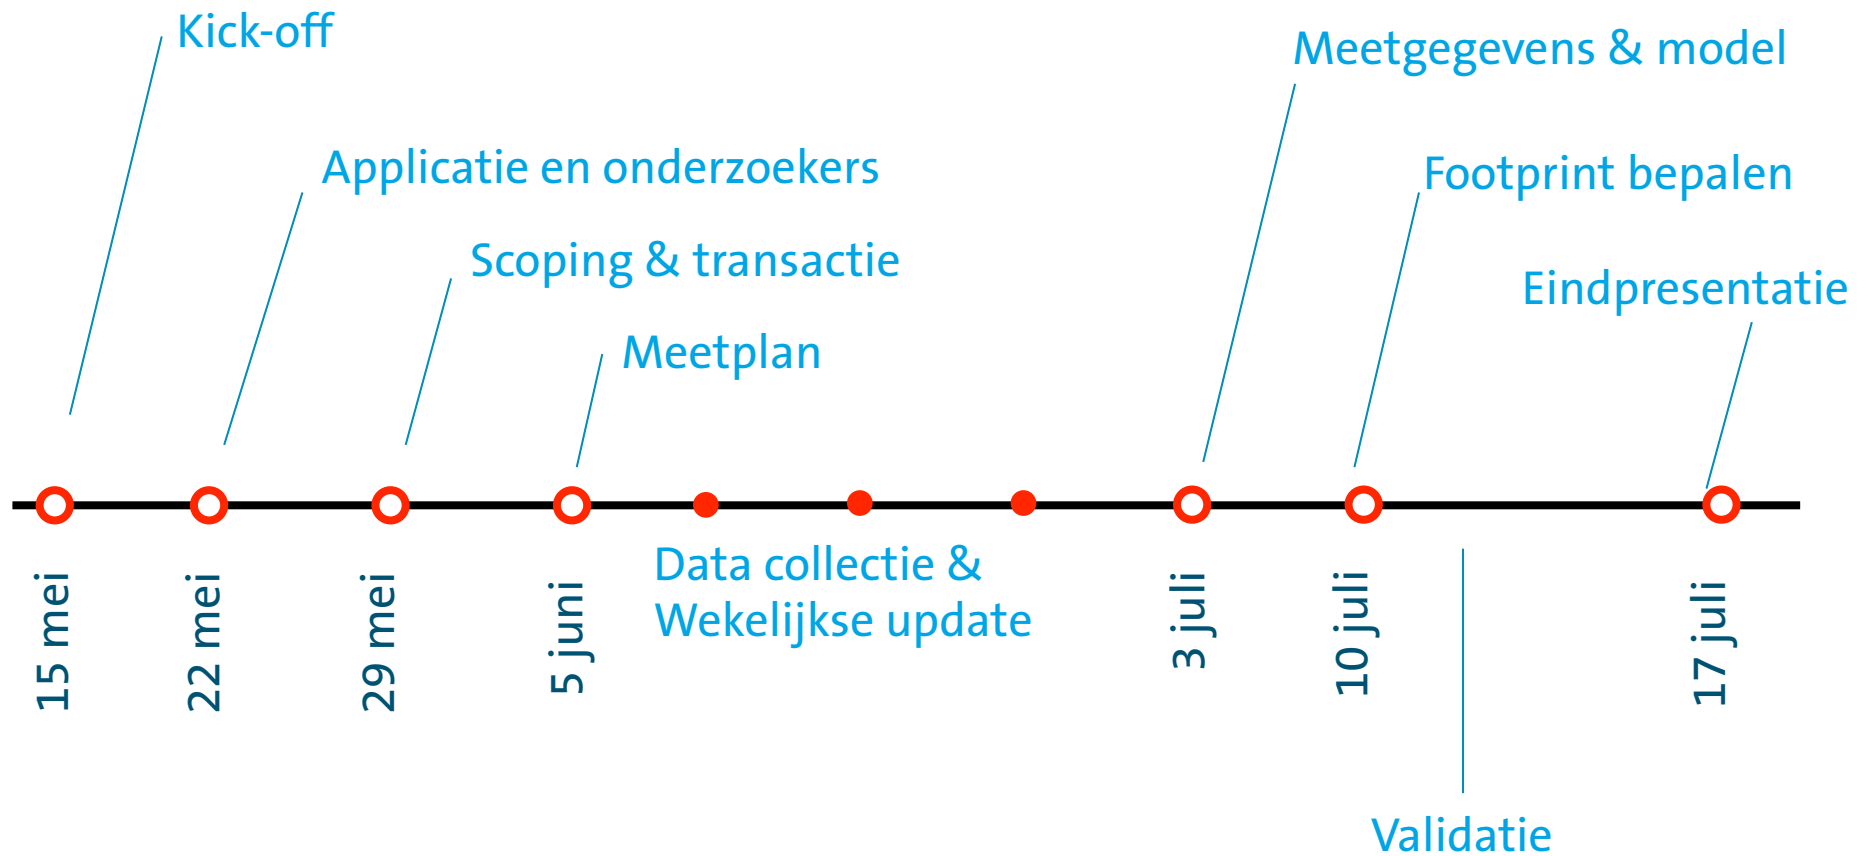 Kick-off
Applicatie en onderzoekers
Scoping & transactie
Meetplan
Meetgegevens & model
Footprint bepalen
Eindpresentatie
Data collectie &
Wekelijkse update
15 mei
22 mei
29 mei
5 juni
3 juli
10 juli
17 juli
Validatie